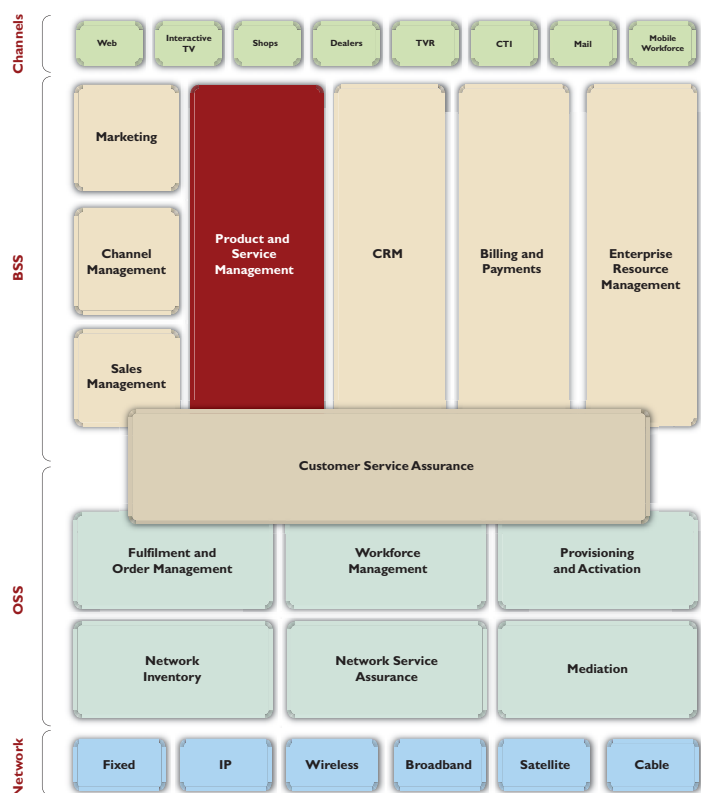 Channels
Web
Interactive
TV
Shops
Dealers
TVR
CTI
Mail
Mobile
Workforce
BSS
Marketing
Channel
Management
Sales
Management
Product and
Service
Management
CRM
Billing and
Payments
Enterprise
Resource
Management
Customer Service Assurance
OSS
Fulfilment and
Order Management
Workforce
Management
Provisioning
and Activation
Network
Inventory
Network Service
Assurance
Mediation
Network
Fixed
IP
Wireless
Broadband
Satellite
Cable